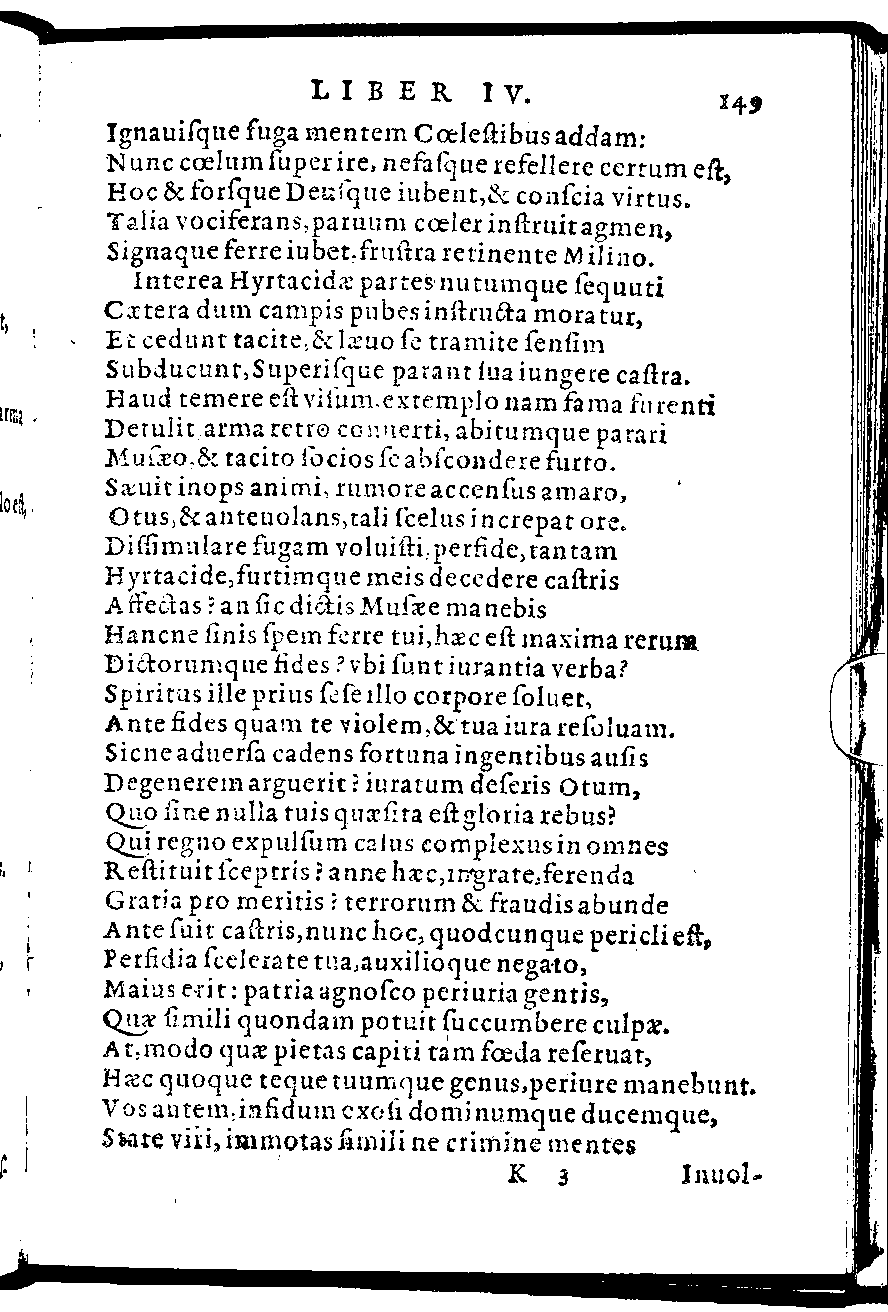 LIBER IV. 149
Ignauiſque fuga mentem Cœleſtibus addam:
Nunc cœlum ſuper ire, nefaſque refellere certum eſt,
Hoc & forſque Deuſque iubent,& conſcia virtus.
Talia vociferans,paruum cœler inſtruit agmen,
Signaque ferre iubet,fruſtra retinente Milino.
Interea Hyrtacidæ partes nutumque ſequuti
Cætera dum campis pubes inſtructa moratur,
Et cedunt tacite,& læuo ſe tramite ſenſim
Subducunt,Superiſque parant ſua iungere caſtra.
Haud temere eſt viſum.extemplo nam fama furenti
Detulit arma retro conuerti, abitumque parari
Muſæo,& tacito ſocios ſe abſcondere furto.
Sæuit inops animi, rumore accenſus amaro,
Otus,& anteuolans,tali ſcelus increpat ore.
Diſſimulare fugam voluiſti,perfide,tantam
Hyrtacide,furtimque meis decedere caſtris
Affectas? an ſic dictis Muſæe manebis
Hancne ſinis ſpem ferre tui,hæc eſt maxima rerum
Dictorumque fides? vbi ſunt iurantia verba?
Spiritus ille prius ſeſe illo corpore ſoluet,
Ante fides quam te violem,& tua iura reſoluam.
Sicne aduerſa cadens fortuna ingentibus auſis
Degenerem arguerit? iuratum deſeris Otum,
Quo ſine nulla tuis quæſita eſt gloria rebus?
Qui regno expulſum caſus complexus in omnes
Reſtituit ſceptris? anne hæc,ingrate,ferenda
Gratia pro meritis? terrorum & fraudis abunde
Ante fuit caſtris,nunc hoc, quodcunque pericli eſt,
Perfidia ſcelerate tua,auxilioque negato,
Maius erit: patria agnoſco periuria gentis,
Quæ ſimili quondam potuit ſuccumbere culpæ.
At,modo quæ pietas capiti tam fœda reſeruat,
Hæc quoque teque tuumque genus,periure manebunt.
Vos autem,infidum exoſi dominumque ducemque,
State viri, immotas ſimili ne crimine mentes
K 3 Inuol-